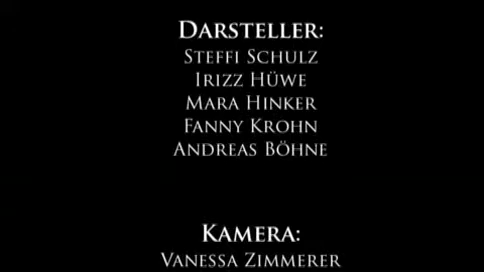 DARSTELLER:
STEFFI SCHULZ
IRIZZ HÜWE
MARA HINKER
FANNY KROHN
ANDREAS BÖHNE
KAMERA:
VANESSA ZIMMERER